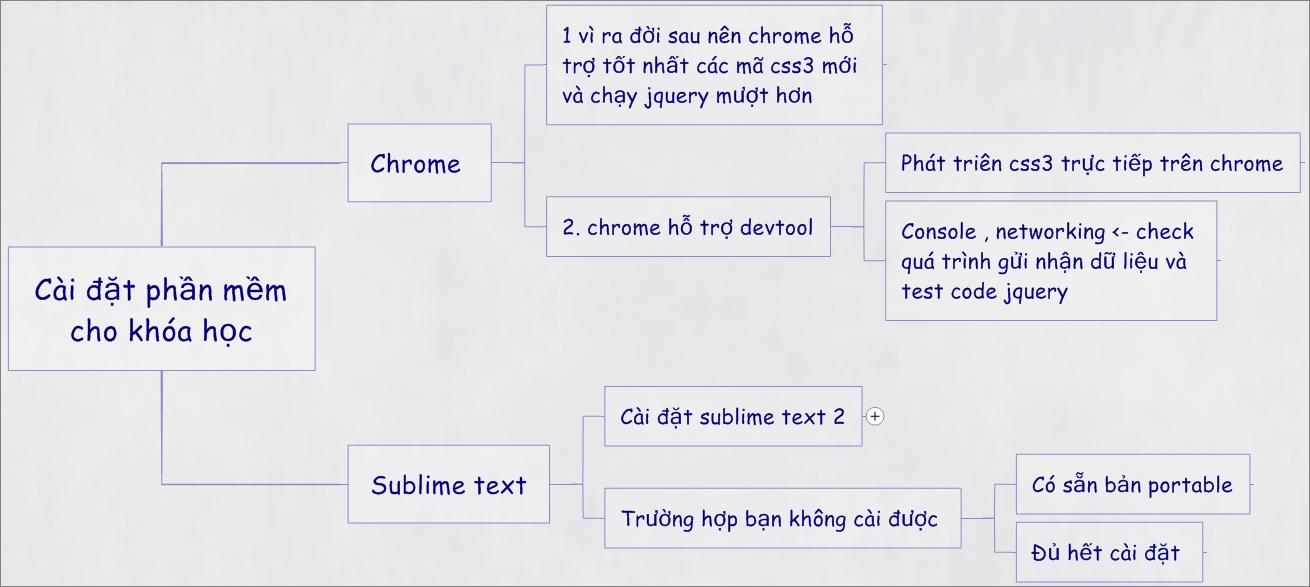 Cài đặt phần mềm
cho khóa học
Chrome
1 vì ra đời sau nên chrome hỗ
trợ tốt nhất các mã css3 mới
và chạy jquery mượt hơn
2. chrome hỗ trợ devtool
Phát triên css3 trực tiếp trên chrome
Console , networking <- check
quá trình gửi nhận dữ liệu và
test code jquery
Sublime text
Cài đặt sublime text 2
Trường hợp bạn không cài được
Có sẵn bản portable
Đủ hết cài đặt